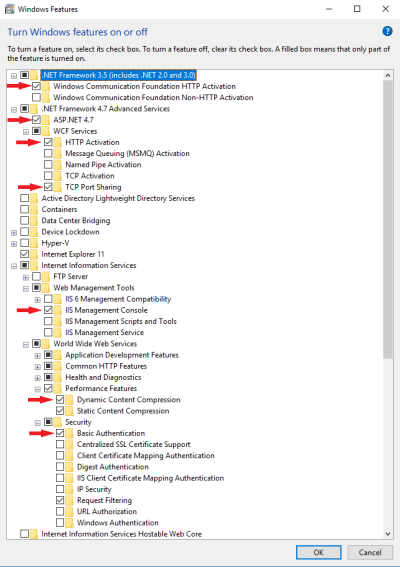 Windows Features
Turn Windows features on or off
To turn a feature on, select its check box. To turn a feature off, clear its check box. A filled box means that only part of
the feature is turned on.
.NET Framework 3.5 (includes .NET 2.0 and 3.0)
Windows Communication Foundation HTTP Activation
Windows Communication Foundation Non-HTTP Activation
.NET Framework 4.7 Advanced Services
ASP.NET 4.7
WCF Services
HTTP Activation
Message Queuing (MSMQ) Activation
Named Pipe Activation
TCP Activation
TCP Port Sharing
Active Directory Lightweight Directory Services
Containers
Data Center Bridging
Device Lockdown
Hyper-V
Internet Explorer 11
Internet Information Services
FTP Server
Web Management Tools
IIS 6 Management Compatibility
IIS Management Console
IIS Management Scripts and Tools
IIS Management Service
World Wide Web Services
Application Development Features
Common HTTP Features
Health and Diagnostics
Performance Features
Dynamic Content Compression
Static Content Compression
Security
Basic Authentication
Centralized SSL Certificate Support
Client Certificate Mapping Authentication
Digest Authentication
IIS Client Certificate Mapping Authentication
IP Security
Request Filtering
URL Authorization
Windows Authentication
Internet Information Services Hostable Web Core
OK
Cancel